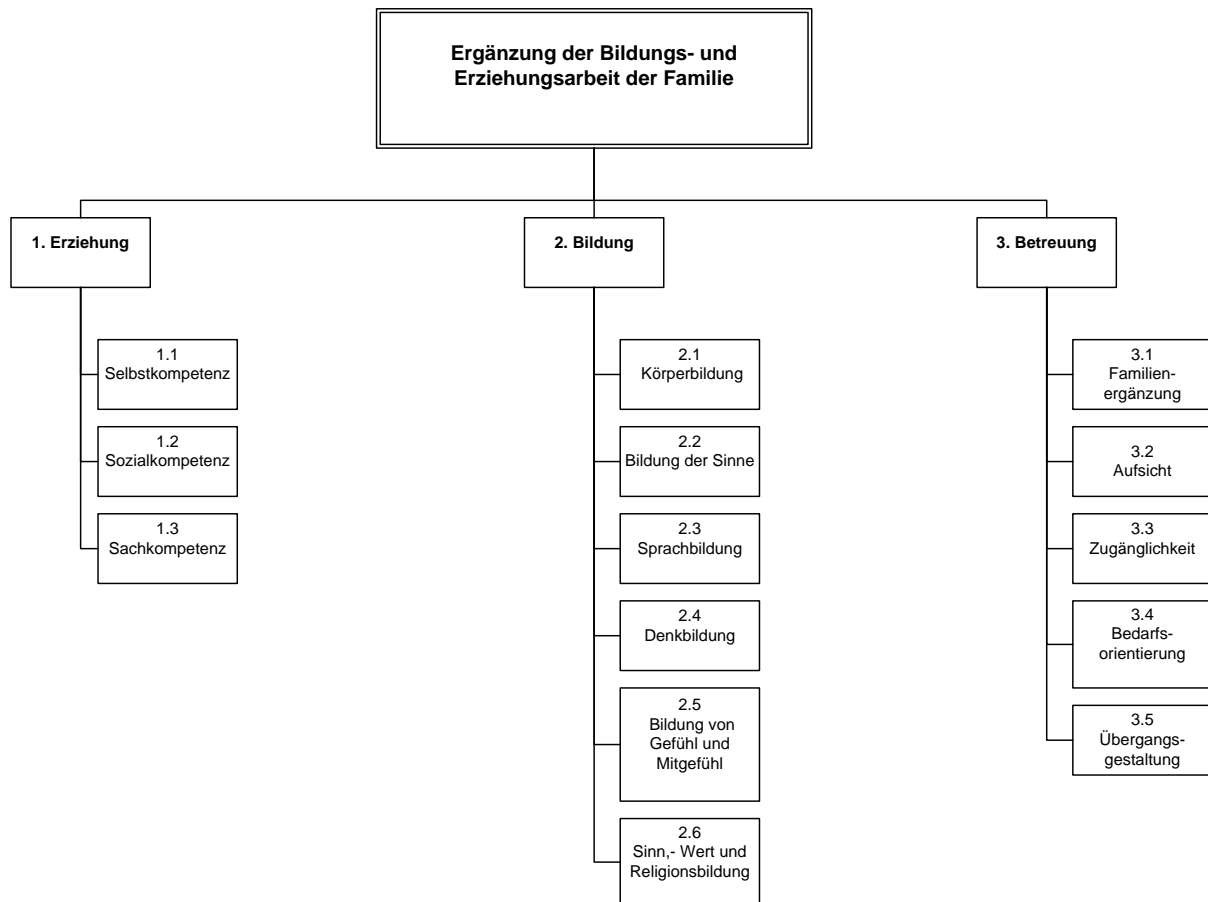 Ergänzung der Bildungs- und
Erziehungsarbeit der Familie
1. Erziehung
2. Bildung
3. Betreuung
1.1
Selbstkompetenz
1.2
Sozialkompetenz
1.3
Sachkompetenz
2.1
Körperbildung
2.2
Bildung der Sinne
2.3
Sprachbildung
2.4
Denkbildung
2.5
Bildung von
Gefühl und
Mitgefühl
2.6
Sinn,- Wert und
Religionsbildung
3.1
Familien-
ergänzung
3.2
Aufsicht
3.3
Zugänglichkeit
3.4
Bedarfs-
orientierung
3.5
Übergangs-
gestaltung